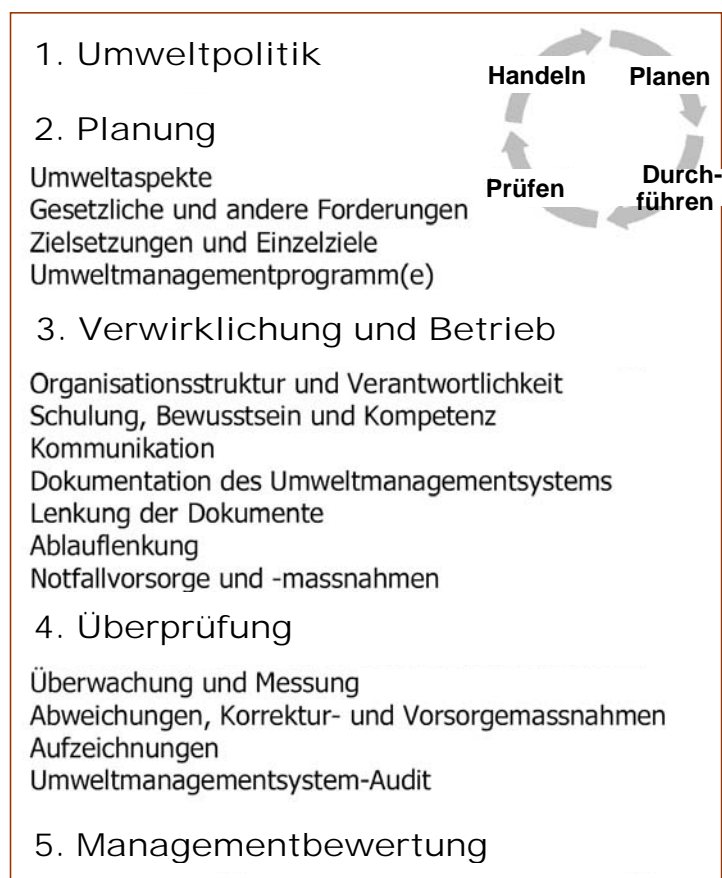 1. Umweltpolitik
Handeln
Planen
Prüfen
Durch-
führen
2. Planung
Umweltaspekte
Gesetzliche und andere Forderungen
Zielsetzungen und Einzelziele
Umweltmanagementprogramm(e)
3. Verwirklichung und Betrieb
Organisationsstruktur und Verantwortlichkeit
Schulung, Bewusstsein und Kompetenz
Kommunikation
Dokumentation des Umweltmanagementsystems
Lenkung der Dokumente
Ablauflenkung
Notfallvorsorge und -massnahmen
4. Überprüfung
Überwachung und Messung
Abweichungen, Korrektur- und Vorsorgemassnahmen
Aufzeichnungen
Umweltmanagementsystem-Audit
5. Managementbewertung